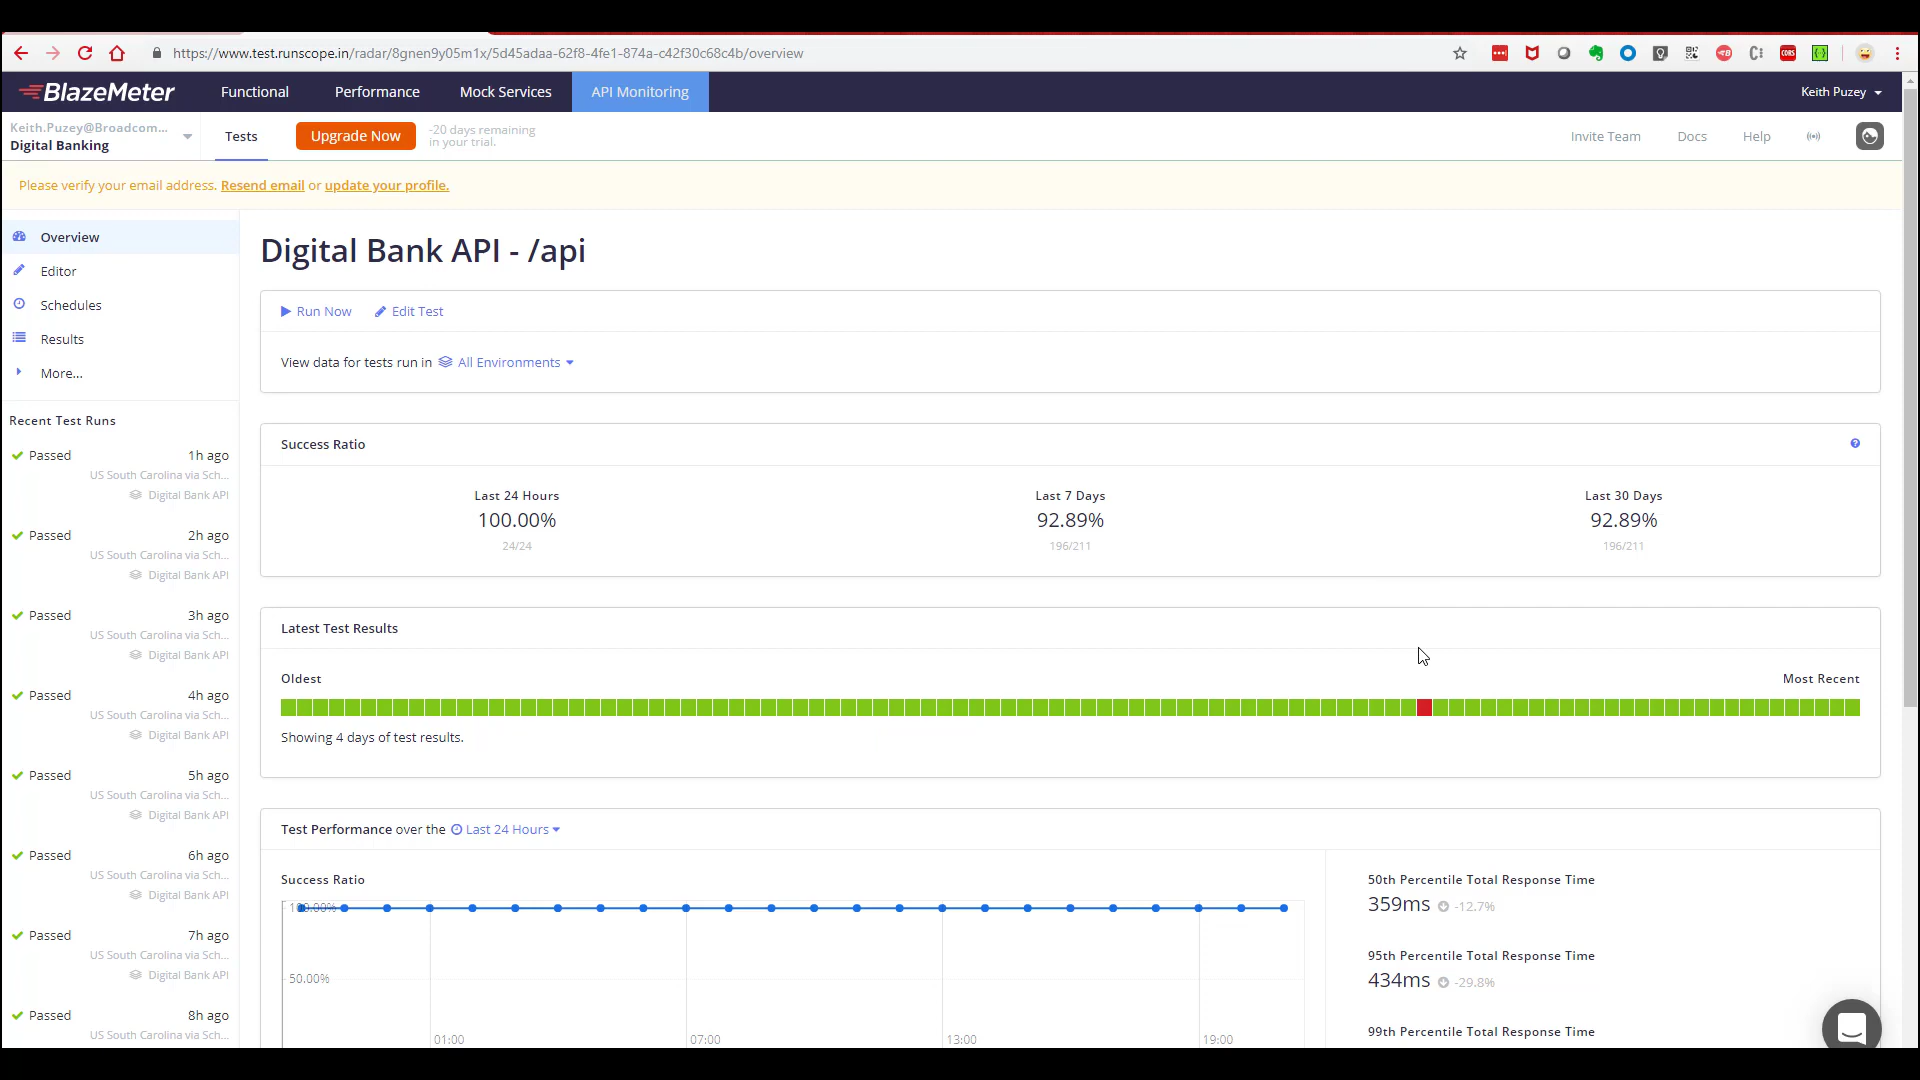 https://www.test.runscope.in/radar/8gnen9y05m1x/5d45adaa-62f8-4fe1-874a-c42f30c68c4b/overview
BlazeMeter
Functional
Performance
Mock Services
API Monitoring
Keith Puzey
Keith.Puzey@Broadcom...
Digital Banking
Tests
Upgrade Now
-20 days remaining
in your trial.
Invite Team
Docs
Help
Please verify your email address. Resend email or update your profile.
Overview
Editor
Schedules
Results
More...
Recent Test Runs
Passed 1h ago
US South Carolina via Sch...
Digital Bank API
Passed 2h ago
US South Carolina via Sch...
Digital Bank API
Passed 3h ago
US South Carolina via Sch...
Digital Bank API
Passed 4h ago
US South Carolina via Sch...
Digital Bank API
Passed 5h ago
US South Carolina via Sch...
Digital Bank API
Passed 6h ago
US South Carolina via Sch...
Digital Bank API
Passed 7h ago
US South Carolina via Sch...
Digital Bank API
Passed 8h ago
US South Carolina via Sch...
Digital Bank API - /api
Run Now
Edit Test
View data for tests run in All Environments
Success Ratio
Last 24 Hours
100.00%
24/24
Last 7 Days
92.89%
196/211
Last 30 Days
92.89%
196/211
Latest Test Results
Oldest
Most Recent
Showing 4 days of test results.
Test Performance over the Last 24 Hours
Success Ratio
100.00%
50.00%
01:00
07:00
13:00
19:00
50th Percentile Total Response Time
359ms -12.7%
95th Percentile Total Response Time
434ms -29.8%
99th Percentile Total Response Time